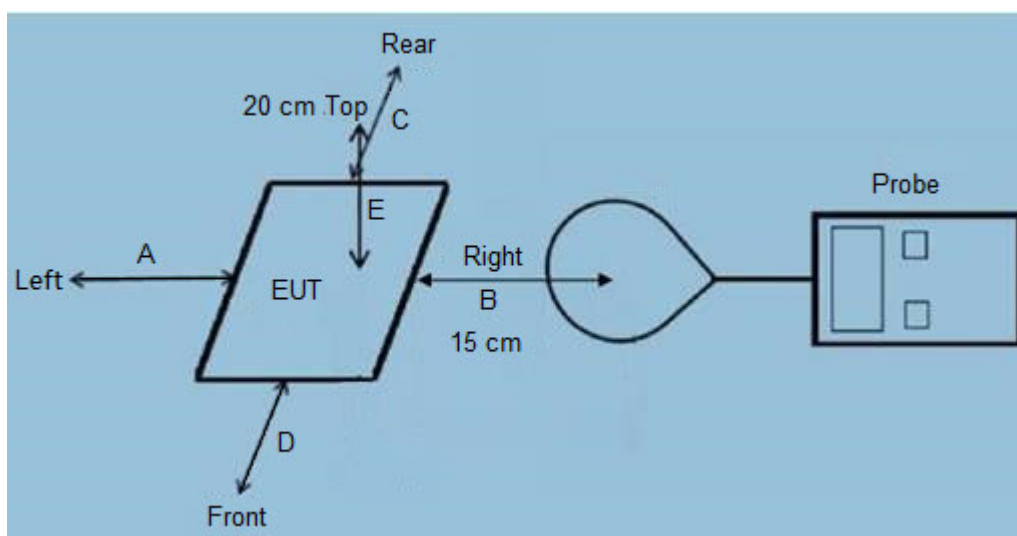 Rear
20 cm Top
C
Probe
E
A
Right
Left
EUT
B
15 cm
D
Front